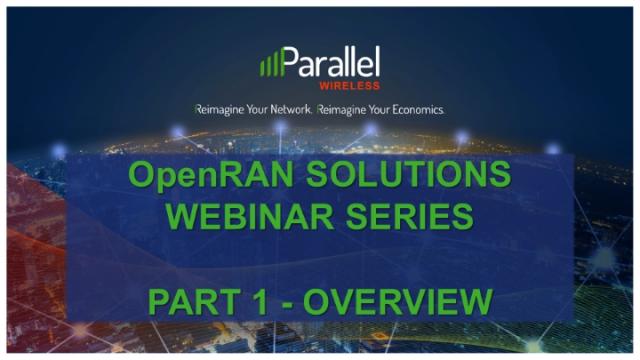 Parallel
WIRELESS
Reimagine Your Network. Reimagine Your Economics.
OpenRAN SOLUTIONS
WEBINAR SERIES
PART 1 - OVERVIEW